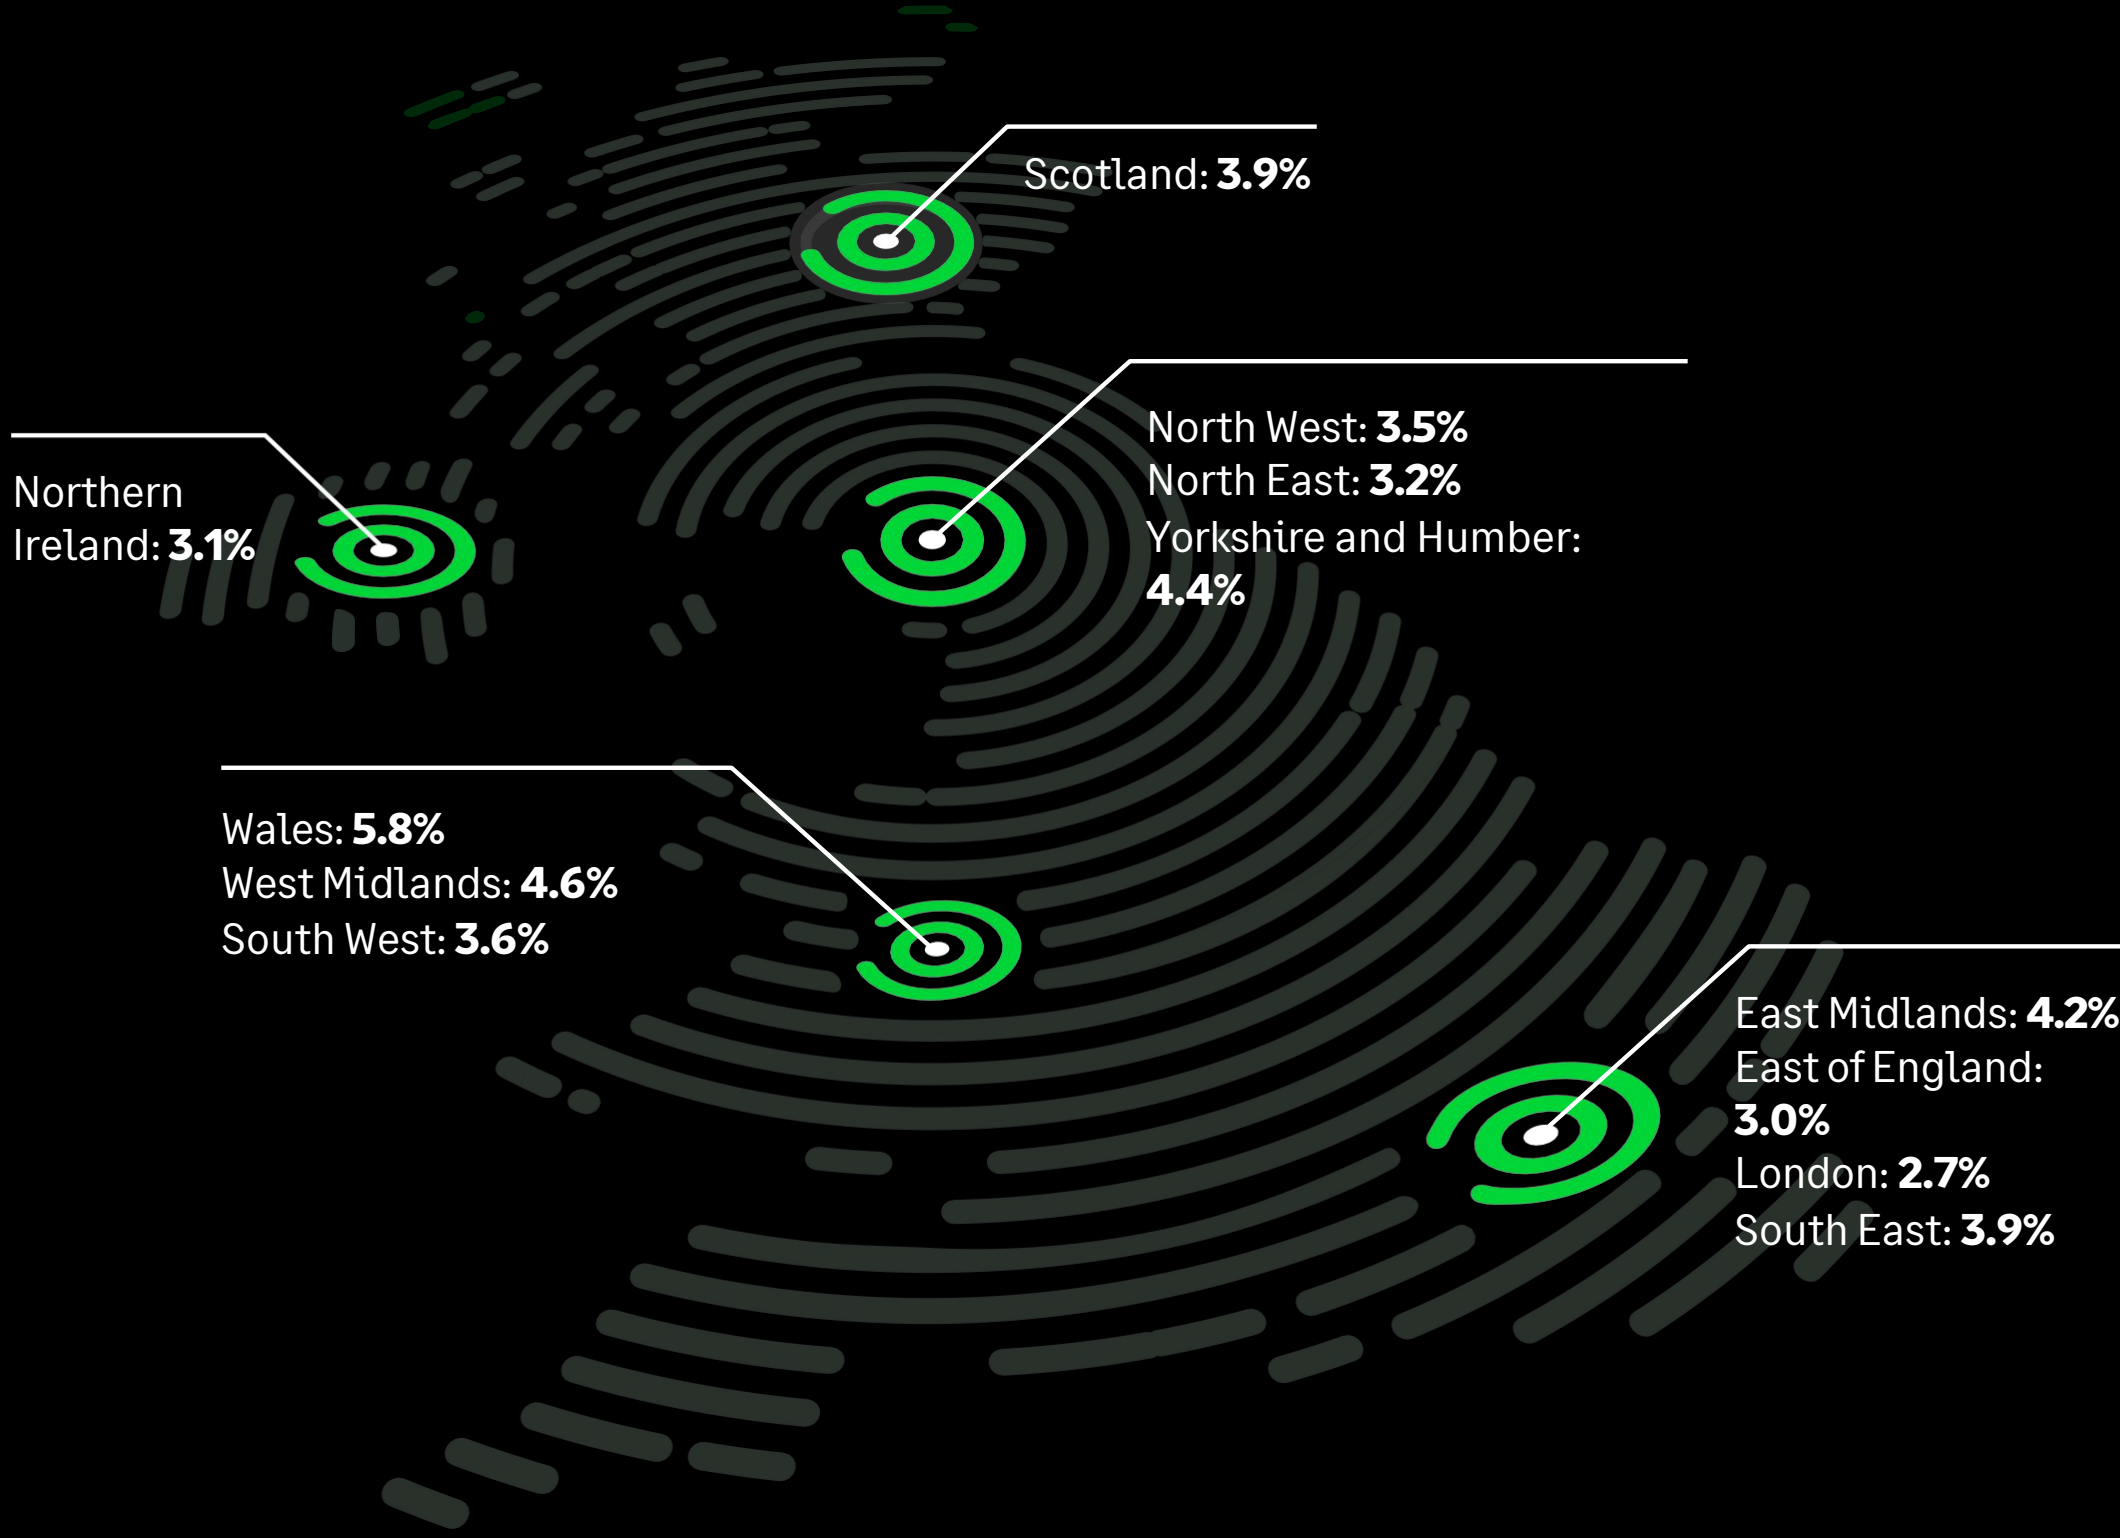 Scotland: 3.9%
North West: 3.5%
North East: 3.2%
Yorkshire and Humber:
4.4%
Northern
Ireland: 3.1%
Wales: 5.8%
West Midlands: 4.6%
South West: 3.6%
East Midlands: 4.2%
East of England:
3.0%
London: 2.7%
South East: 3.9%